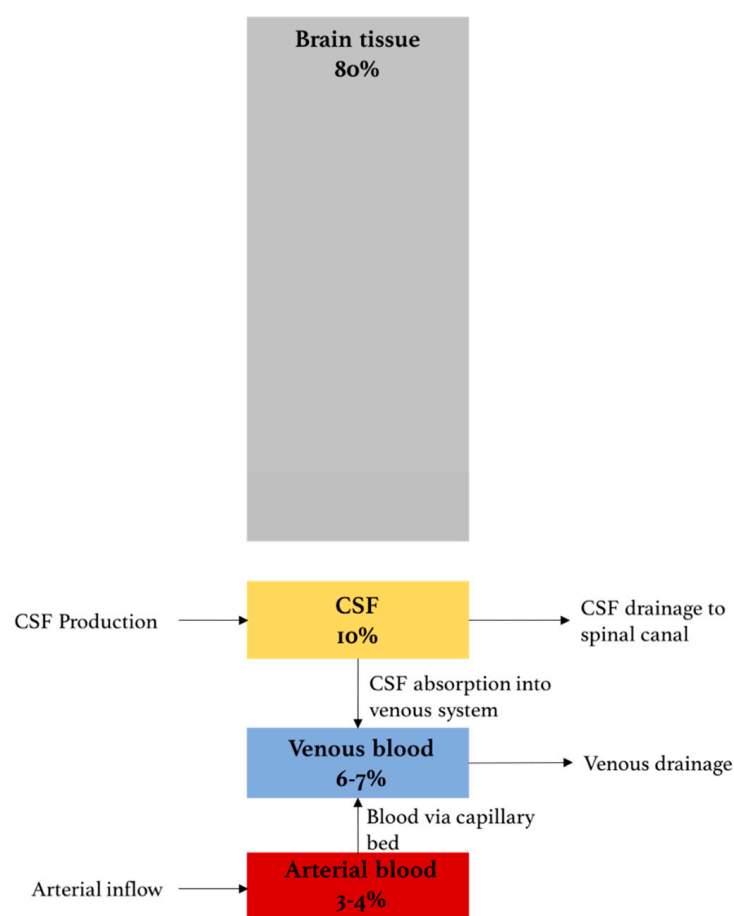 Brain tissue
80%
CSF Production
CSF
10%
CSF drainage to
spinal canal
CSF absorption into
venous system
Venous blood
6-7%
Venous drainage
Blood via capillary
bed
Arterial inflow
Arterial blood
3-4%